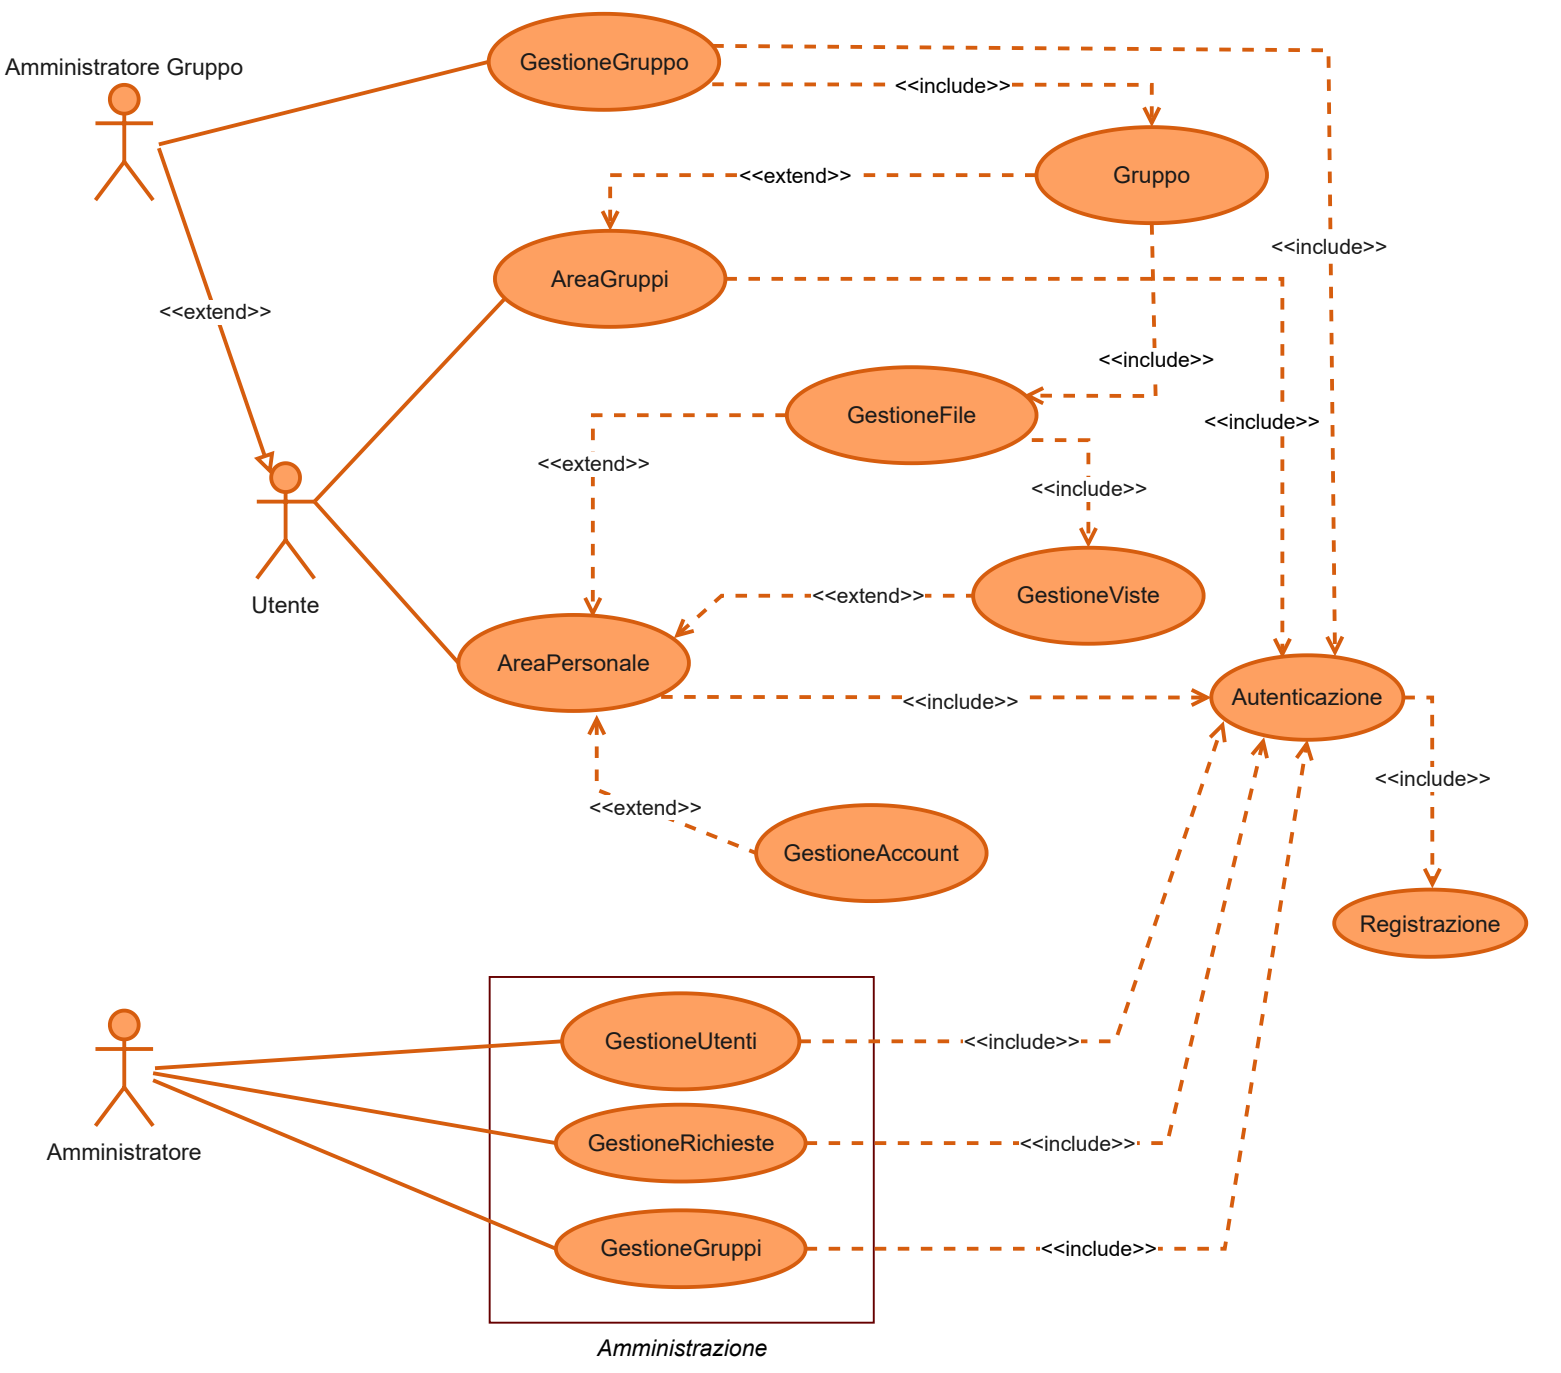 GestioneGruppo
Amministratore Gruppo
<<include>>
Gruppo
<<extend>>
<<include>>
AreaGruppi
<<extend>>
<<include>>
GestioneFile
<<include>>
<<extend>>
<<include>>
GestioneViste
<<extend>>
Utente
AreaPersonale
Autenticazione
<<include>>
<<include>>
<<extend>>
GestioneAccount
Registrazione
GestioneUtenti
<<include>>
GestioneRichieste
<<include>>
Amministratore
GestioneGruppi
<<include>>
Amministrazione